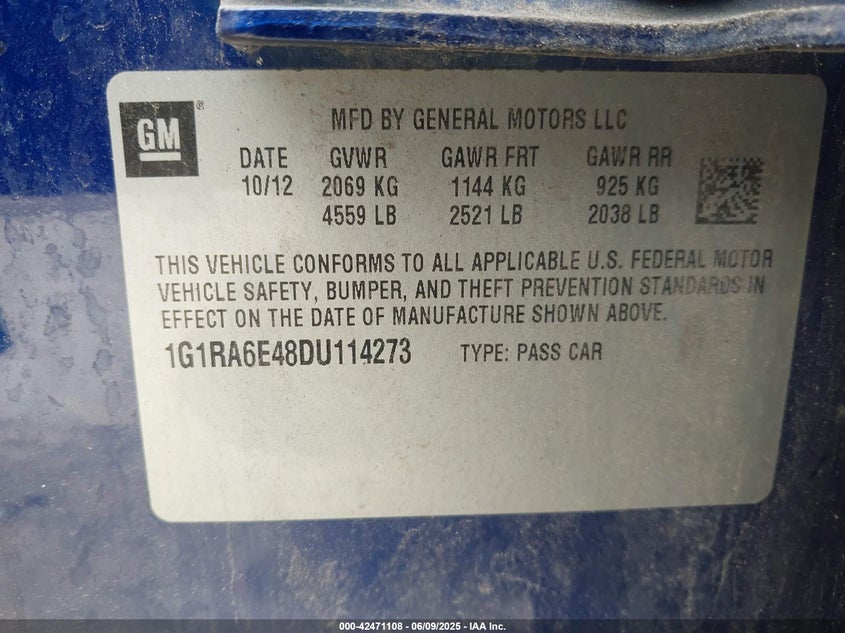 GM
®
MFD BY GENERAL MOTORS LLC
DATE GVWR GAWR FRT GAWR RR
10/12 2069 KG 1144 KG 925 KG
4559 LB 2521 LB 2038 LB
THIS VEHICLE CONFORMS TO ALL APPLICABLE U.S. FEDERAL MOTOR
VEHICLE SAFETY, BUMPER, AND THEFT PREVENTION STANDARDS IN
EFFECT ON THE DATE OF MANUFACTURE SHOWN ABOVE.
1G1RA6E48DU114273 TYPE: PASS CAR
000-42471108 - 06/09/2025 - IAA Inc.